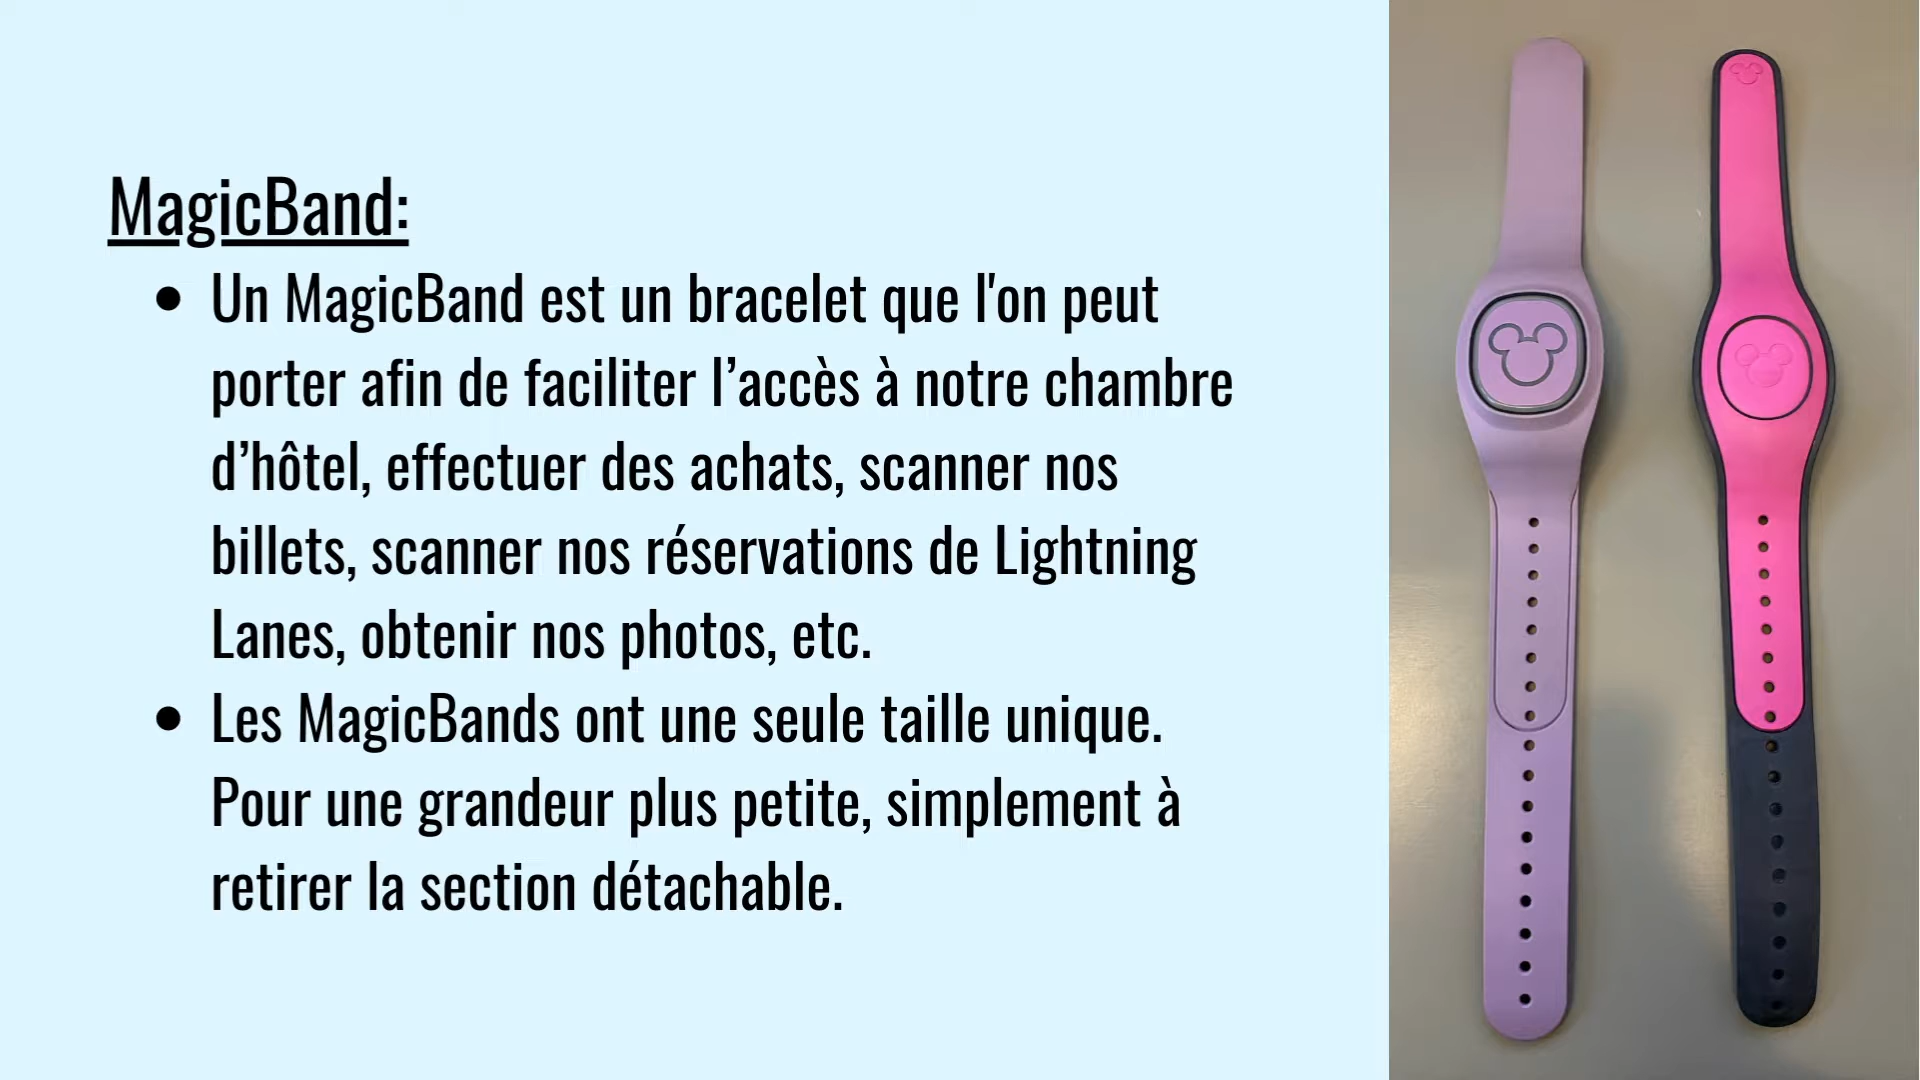 MagicBand:
• Un MagicBand est un bracelet que l'on peut
porter afin de faciliter l’accès à notre chambre
d’hôtel, effectuer des achats, scanner nos
billets, scanner nos réservations de Lightning
Lanes, obtenir nos photos, etc.
• Les MagicBands ont une seule taille unique.
Pour une grandeur plus petite, simplement à
retirer la section détachable.